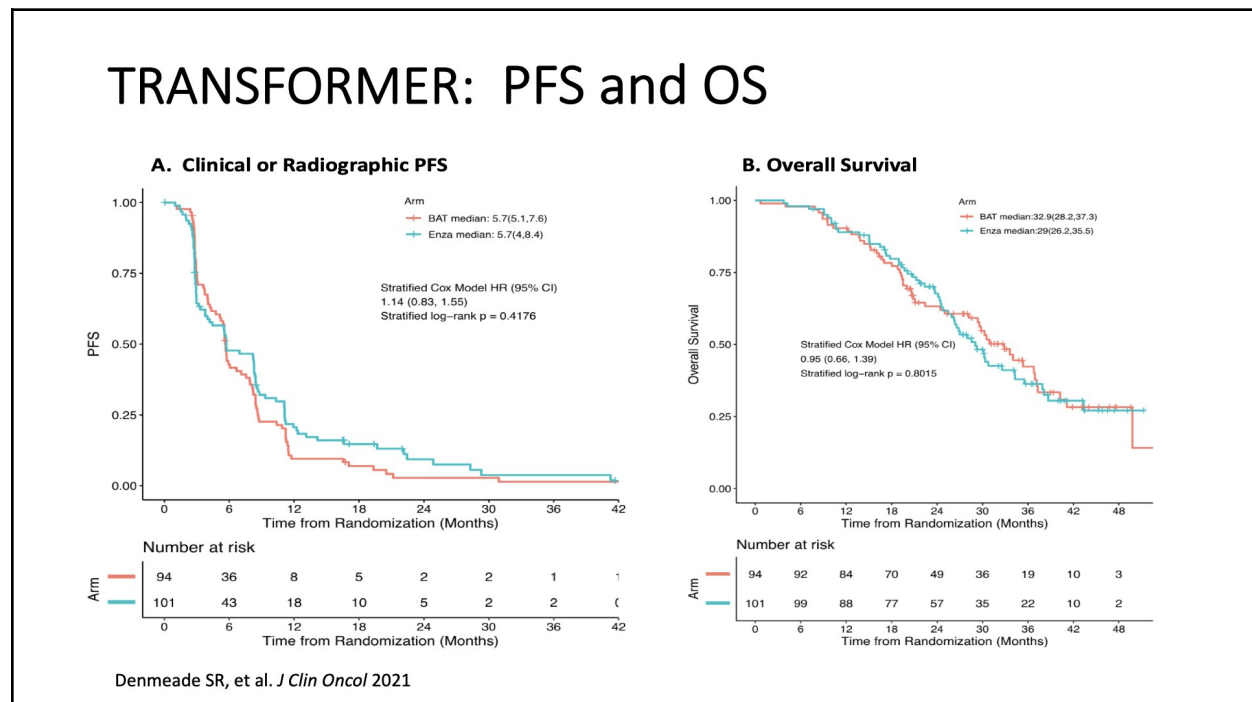 TRANSFORMER: PFS and OS
A. Clinical or Radiographic PFS
Arm
BAT median: 5.7(5.1,7.6)
Enza median: 5.7(4,8.4)
Stratified Cox Model HR (95% CI)
1.14 (0.83, 1.55)
Stratified log-rank p = 0.4176
PFS
1.00
0.75
0.50
0.25
0.00
0 6 12 18 24 30 36 42
Time from Randomization (Months)
Number at risk
Arm
94 36 8 5 2 2 1 1
101 43 18 10 5 2 2 0
0 6 12 18 24 30 36 42
Time from Randomization (Months)
B. Overall Survival
Arm
BAT median:32.9(28.2,37.3)
Enza median:29(26.2,35.5)
Stratified Cox Model HR (95% CI)
0.95 (0.66, 1.39)
Stratified log-rank p = 0.8015
Overall Survival
1.00
0.75
0.50
0.25
0.00
0 6 12 18 24 30 36 42 48
Time from Randomization (Months)
Number at risk
Arm
94 92 84 70 49 36 19 10 3
101 99 88 77 57 35 22 10 2
0 6 12 18 24 30 36 42 48
Time from Randomization (Months)
Denmeade SR, et al. J Clin Oncol 2021